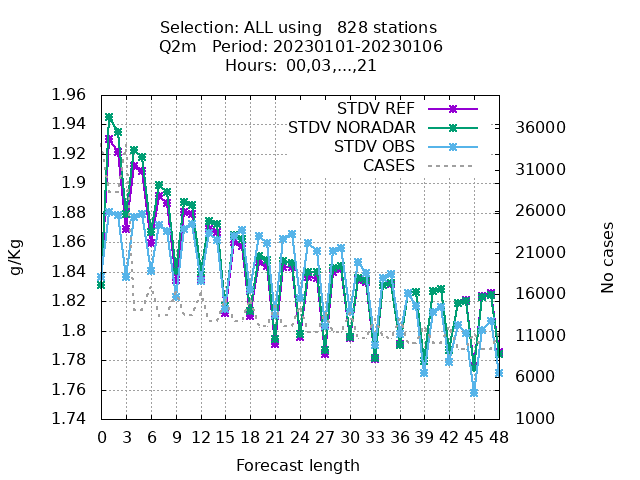 Selection: ALL using 828 stations
Q2m Period: 20230101-20230106
Hours: 00,03,...,21
STDV REF
STDV NORADAR
STDV OBS
CASES
1.96
1.94
1.92
1.9
1.88
1.86
1.84
1.82
1.8
1.78
1.76
1.74
g/Kg
36000
31000
26000
21000
16000
11000
6000
1000
No cases
0 3 6 9 12 15 18 21 24 27 30 33 36 39 42 45 48
Forecast length